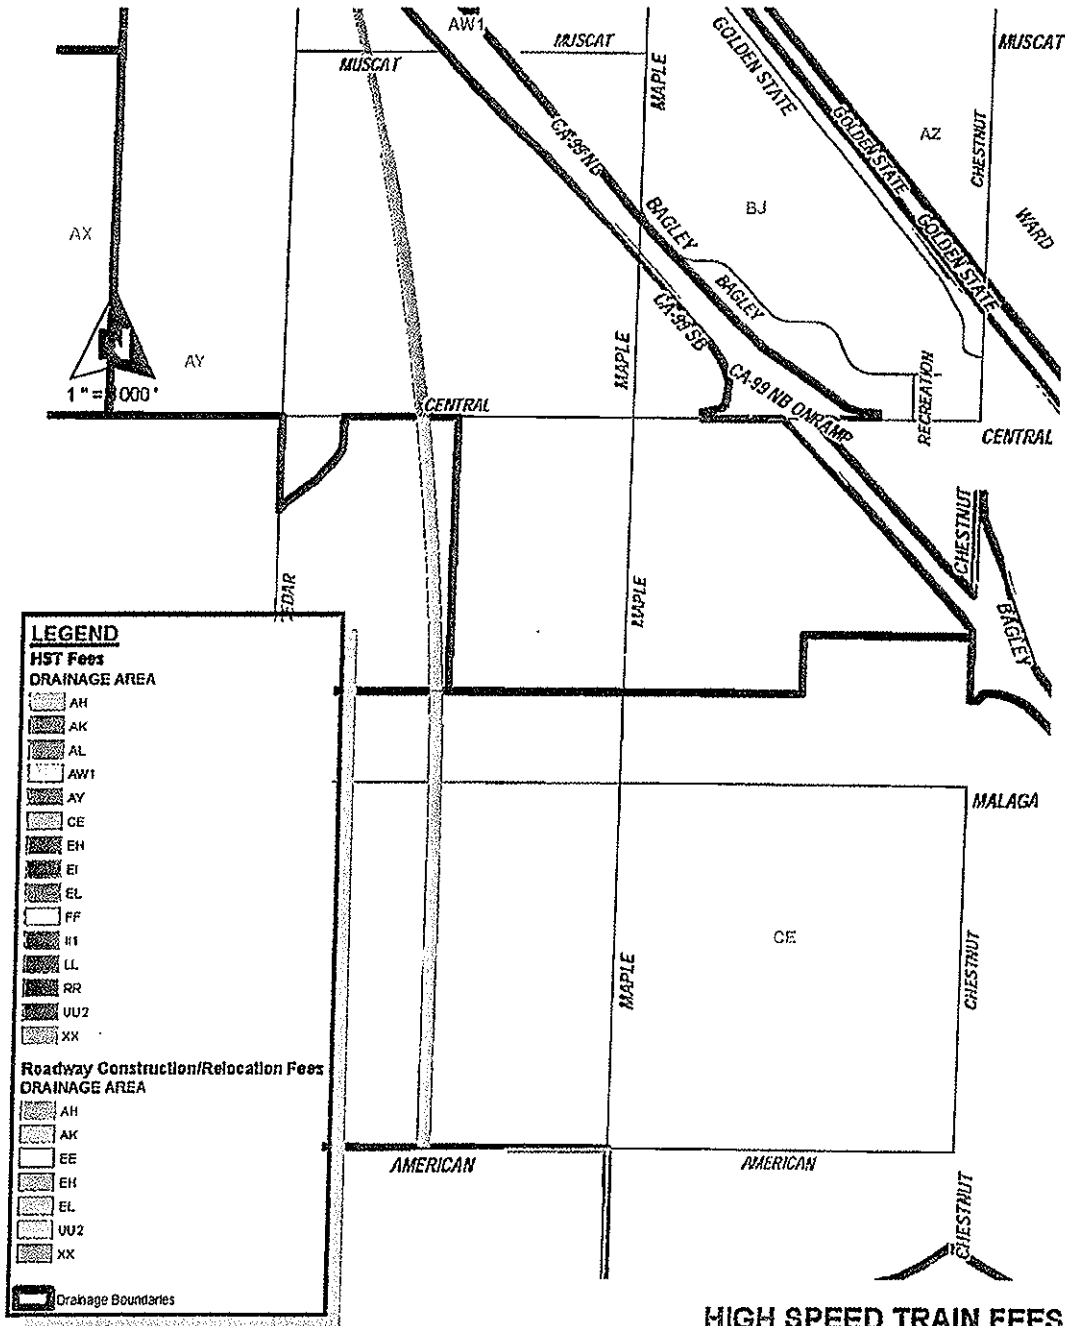 AW1
MUSCAT
MUSCAT
MAPLE
GOLDEN STATE
MUSCAT
GOLDEN STATE
AZ
CHESTNUT
CA-99 NB
BAGLEY
BJ
WARD
AX
GOLDEN STATE
BAGLEY
CA-99 SB
MAPLE
AY
CA-99 NB ONRAMP
RECREATION
CENTRAL
CENTRAL
CHESTNUT
MAPLE
BAGLEY
LEGEND
HST Fees
DRAINAGE AREA
AH
AK
AL
AW1
AY
CE
EH
EI
EL
FF
II1
LL
RR
UU2
XX
Roadway Construction/Relocation Fees
DRAINAGE AREA
AH
AK
EE
EH
EL
UU2
XX
Drainage Boundaries
MALAGA
CE
MAPLE
CHESTNUT
AMERICAN
AMERICAN
CHESTNUT
HIGH SPEED TRAIN FEES